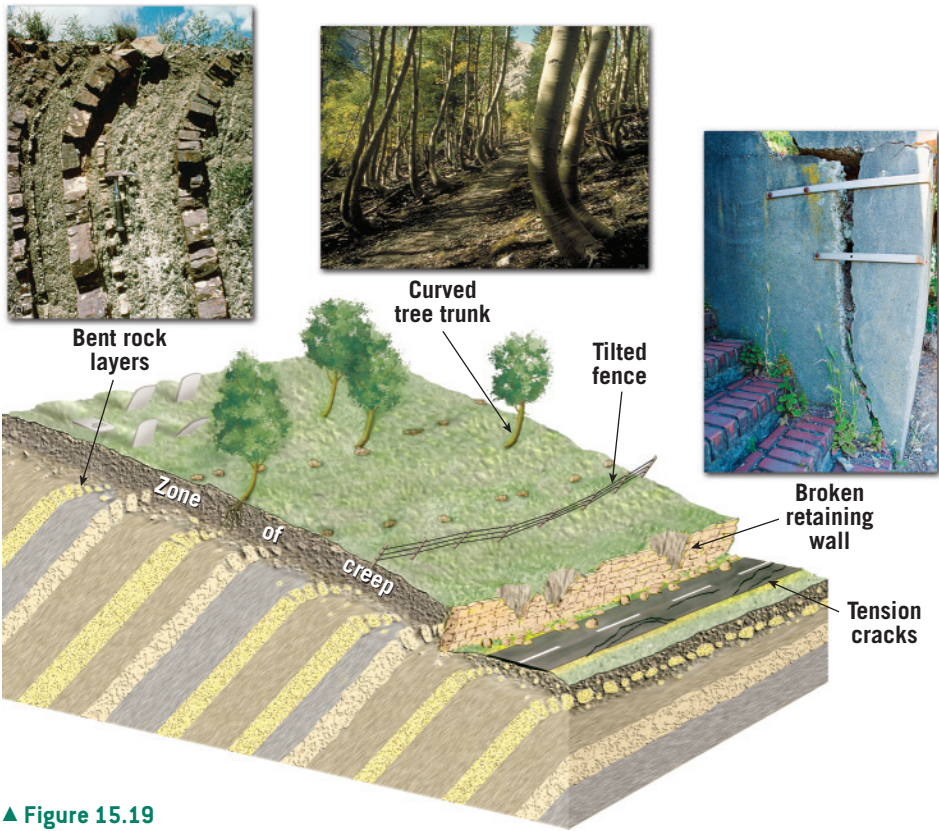 Bent rock
layers
Curved
tree trunk
Tilted
fence
Broken
retaining
wall
Zone
of
creep
Tension
cracks
▲ Figure 15.19